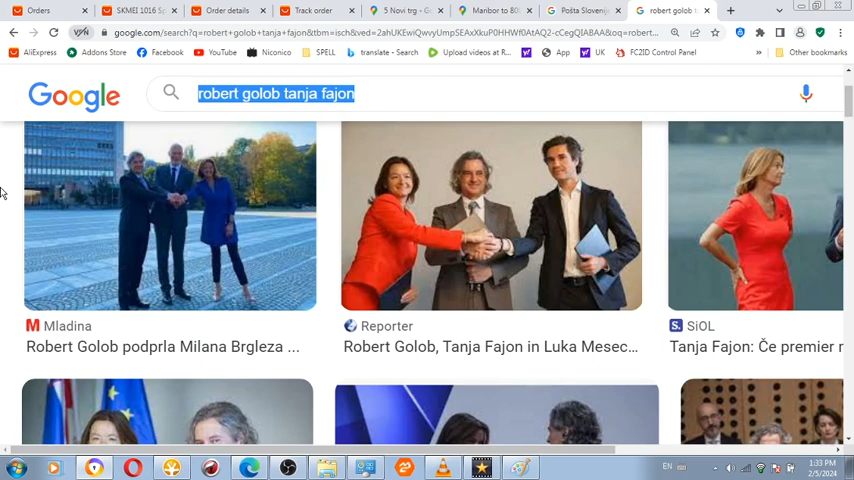 Orders
SKMEI 1016 Sp
Order details
Track order
5 Novi trg - Go
Maribor to 80
Pošta Slovenije
robert golob t
google.com/search?q=robert+golob+tanja+fajon&tbm=isch&ved=2ahUKEwiQwvyUmpSEAxXkuP0HHWf0AtAQ2-cCegQIABAA&oq=robert...
AliExpress
Addons Store
Facebook
YouTube
Niconico
SPELL
translate - Search
Upload videos at R...
App
UK
FC2ID Control Panel
Other bookmarks
Google
robert golob tanja fajon
Mladina
Robert Golob podprla Milana Brgleza ...
Reporter
Robert Golob, Tanja Fajon in Luka Mesec...
SiOL
Tanja Fajon: Če premier
EN
1:33 PM
2/5/2024